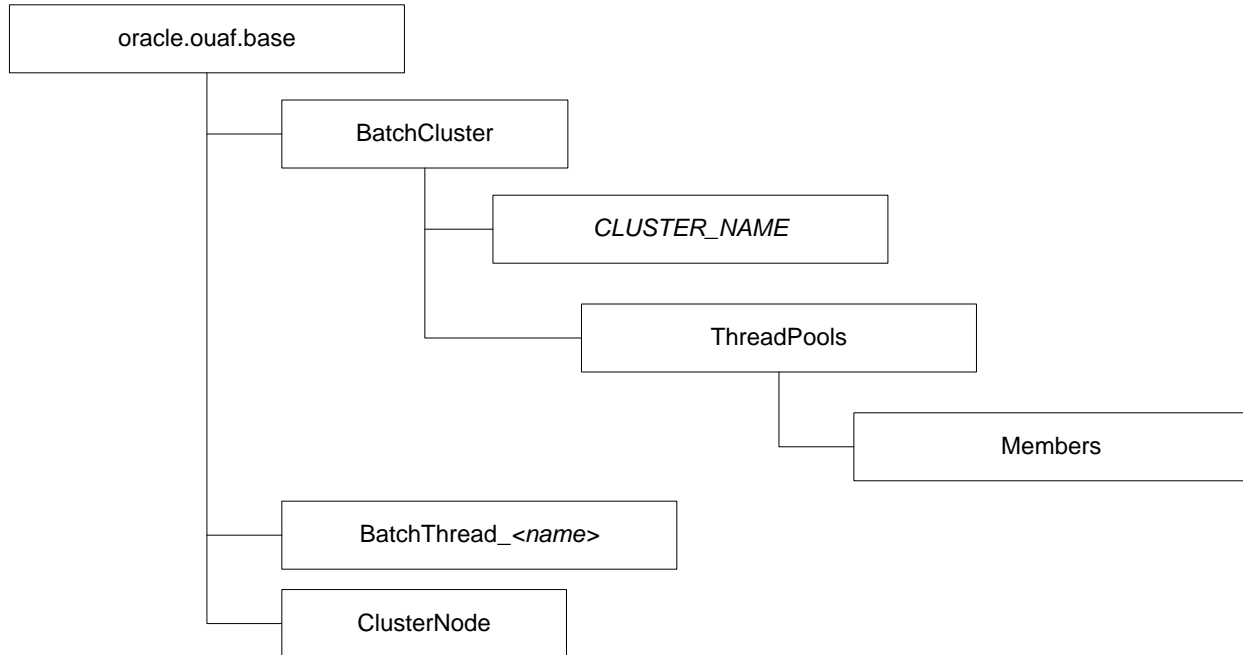 oracle.ouaf.base
BatchCluster
CLUSTER_NAME
ThreadPools
Members
BatchThread_<name>
ClusterNode